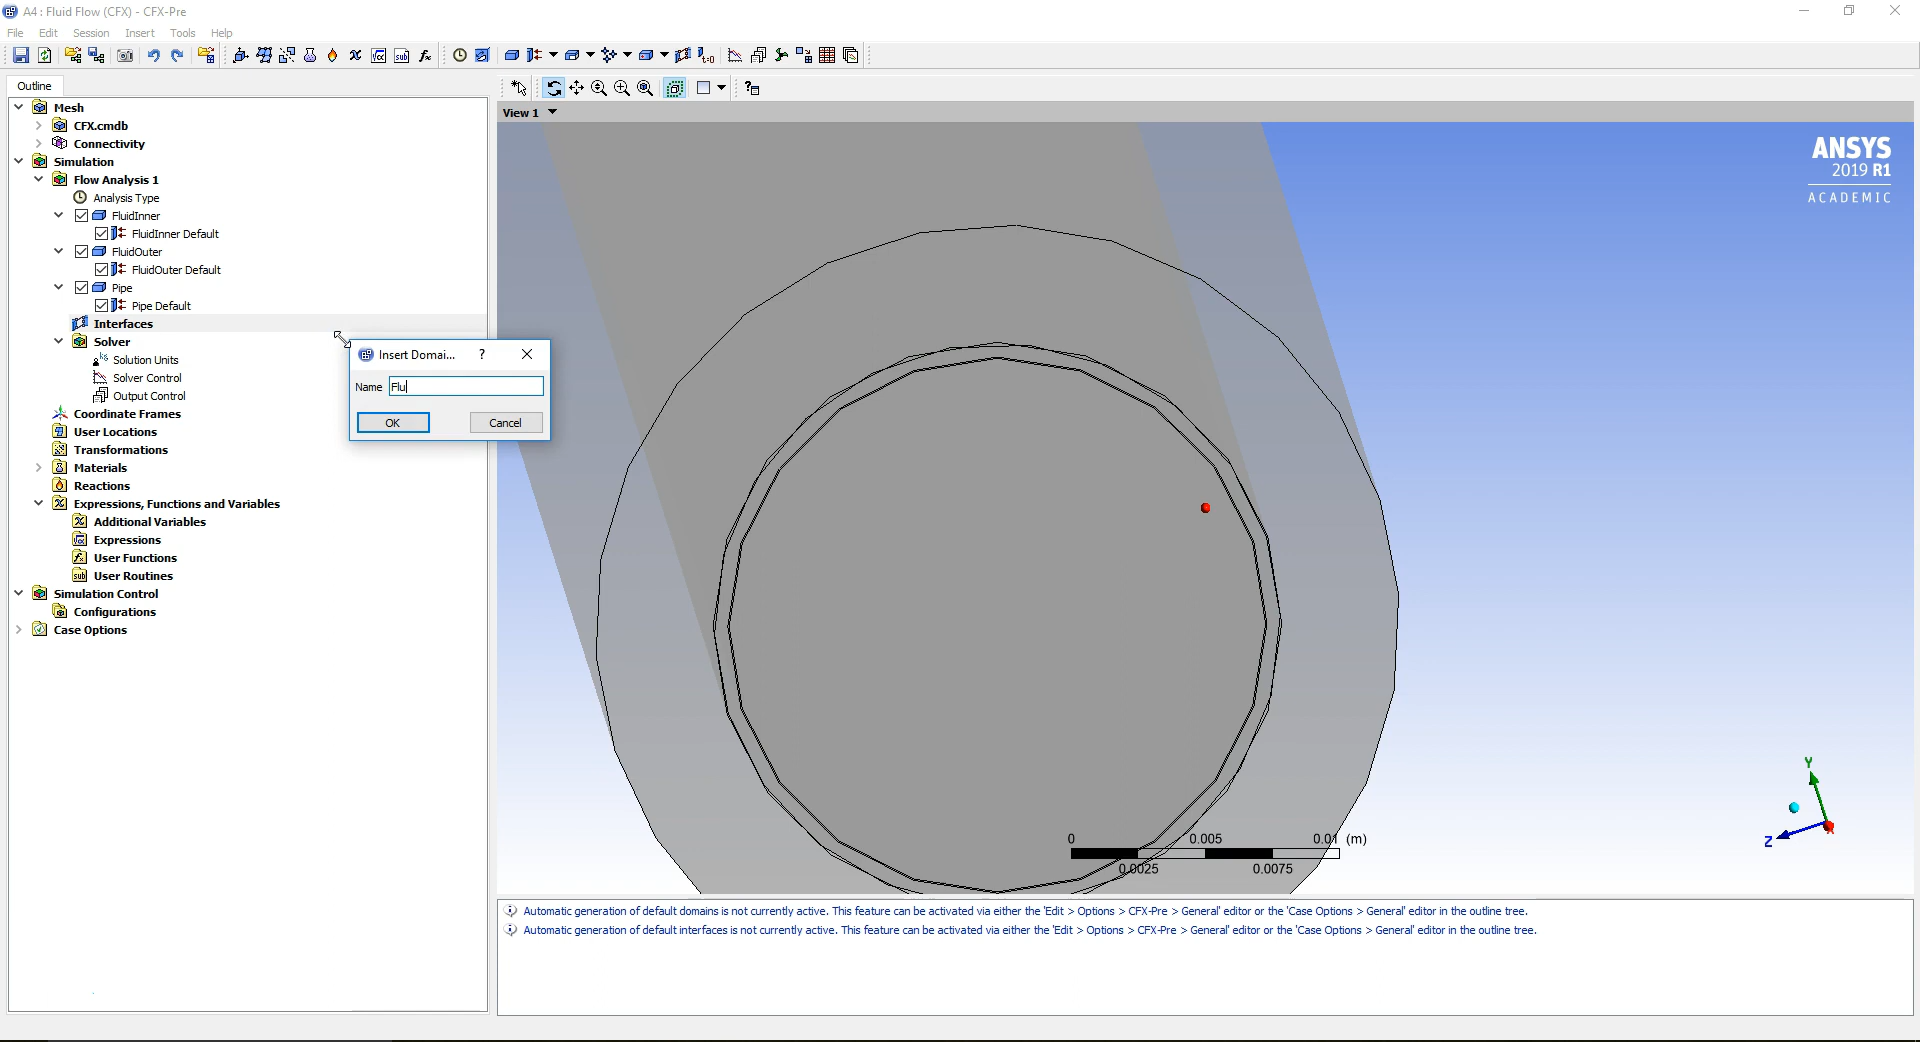 A4 : Fluid Flow (CFX) - CFX-Pre
File Edit Session Insert Tools Help
Outline
Mesh
CFX.cmdb
Connectivity
Simulation
Flow Analysis 1
Analysis Type
FluidInner
FluidInner Default
FluidOuter
FluidOuter Default
Pipe
Pipe Default
Interfaces
Solver
Solution Units
Solver Control
Output Control
Coordinate Frames
User Locations
Transformations
Materials
Reactions
Expressions, Functions and Variables
Additional Variables
Expressions
User Functions
User Routines
Simulation Control
Configurations
Case Options
Insert Domai... ?
Name Flu
OK Cancel
View 1
ANSYS
2019 R1
ACADEMIC
Y
Z
X
0 0.005 0.01 (m)
0.0025 0.0075
Automatic generation of default domains is not currently active. This feature can be activated via either the 'Edit > Options > CFX-Pre > General' editor or the 'Case Options > General' editor in the outline tree.
Automatic generation of default interfaces is not currently active. This feature can be activated via either the 'Edit > Options > CFX-Pre > General' editor or the 'Case Options > General' editor in the outline tree.